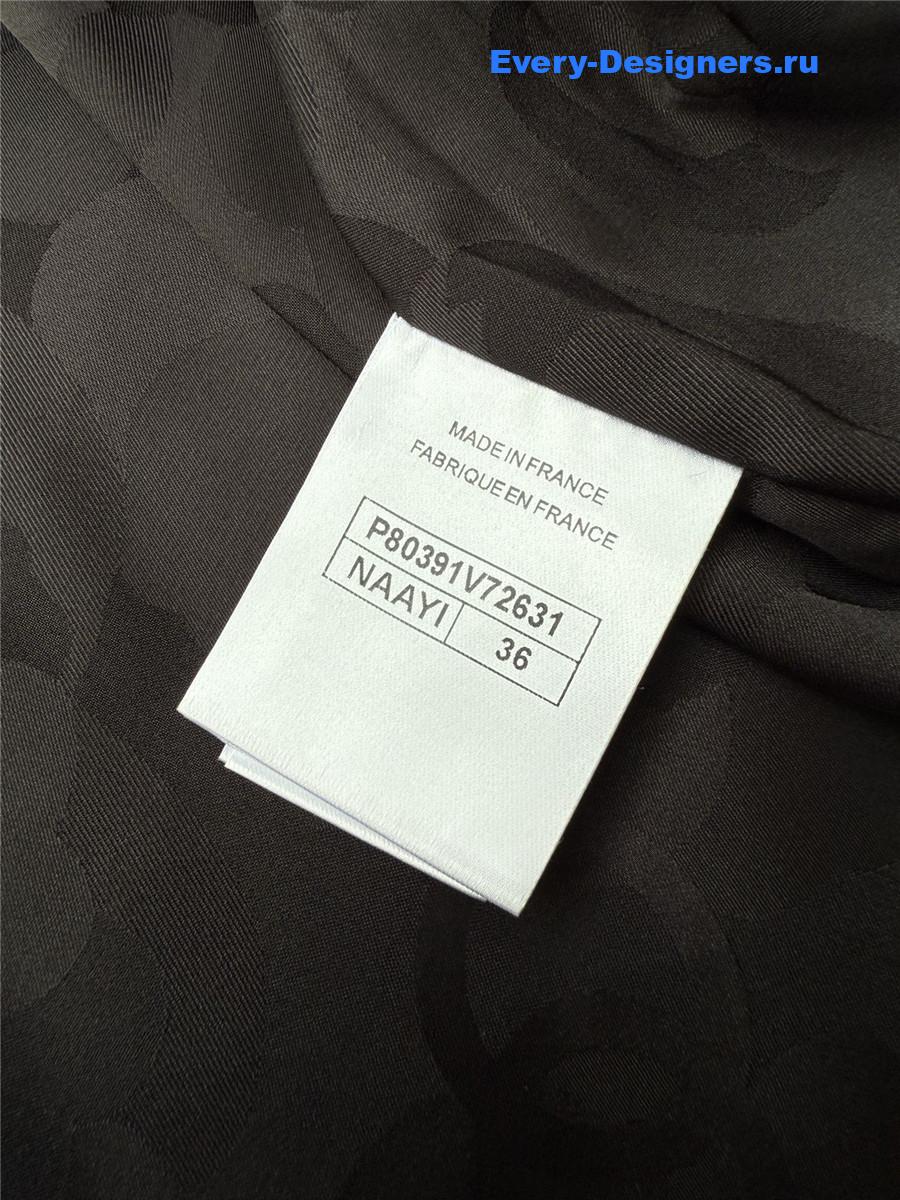 Every-Designers.ru
MADE IN FRANCE
FABRIQUE EN FRANCE
P80391V72631
NAAYI 36